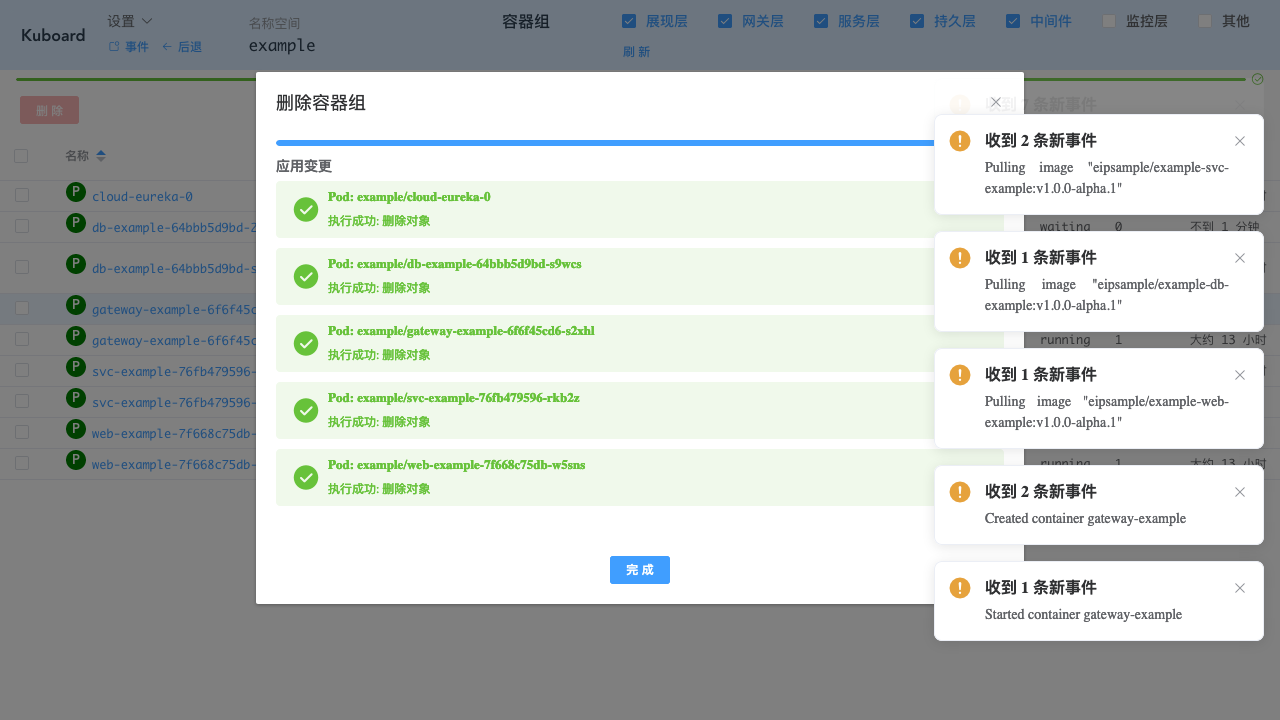 Kuboard
设置
事件
后退
名称空间
example
容器组
展现层
网关层
服务层
持久层
中间件
监控层
其他
刷 新
删 除
名称
cloud-eureka-0
db-example-64bbb5d9bd-
db-example-64bbb5d9bd-s
gateway-example-6f6f45c
gateway-example-6f6f45c
svc-example-76fb479596-
svc-example-76fb479596-
web-example-7f668c75db-
web-example-7f668c75db-
删除容器组
应用变更
Pod: example/cloud-eureka-0
执行成功: 删除对象
Pod: example/db-example-64bbb5d9bd-s9wcs
执行成功: 删除对象
Pod: example/gateway-example-6f6f45cd6-s2xhl
执行成功: 删除对象
Pod: example/svc-example-76fb479596-rkb2z
执行成功: 删除对象
Pod: example/web-example-7f668c75db-w5sns
执行成功: 删除对象
完 成
条新事件
收到 2 条新事件
Pulling image "eipsample/example-svc-
example:v1.0.0-alpha.1"
waiting 0 不到 1 分钟
收到 1 条新事件
Pulling image "eipsample/example-db-
example:v1.0.0-alpha.1"
running 1 大约 13 小时
收到 1 条新事件
Pulling image "eipsample/example-web-
example:v1.0.0-alpha.1"
running 1 大约 13 小时
收到 2 条新事件
Created container gateway-example
收到 1 条新事件
Started container gateway-example